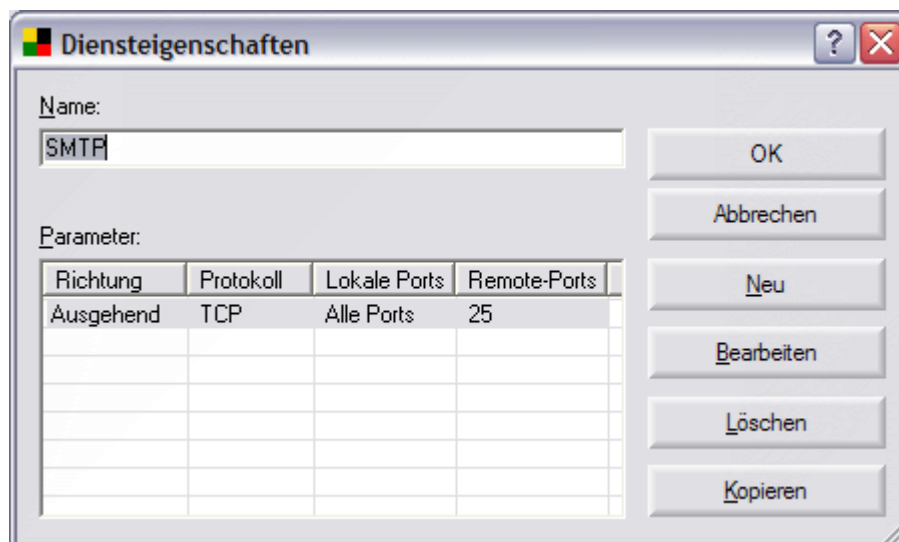 Diensteigenschaften
Name:
SMTP
OK
Abbrechen
Parameter:
Richtung Protokoll Lokale Ports Remote-Ports
Ausgehend TCP Alle Ports 25
Neu
Bearbeiten
Löschen
Kopieren